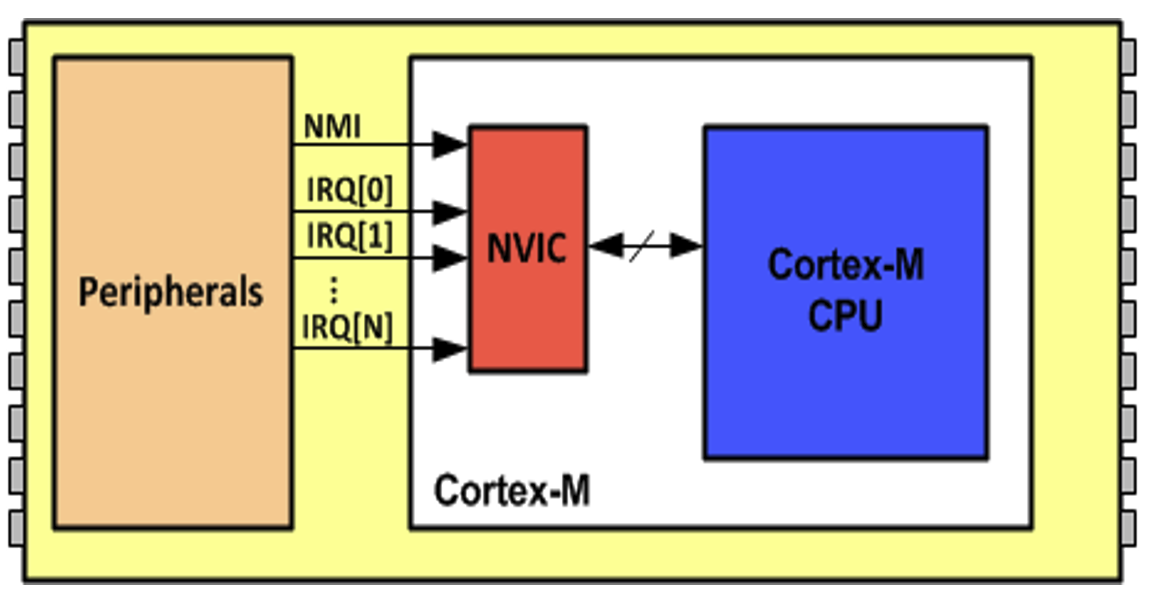 NMI
IRQ[0]
IRQ[1]
⋮
IRQ[N]
Peripherals
NVIC
Cortex-M
CPU
Cortex-M